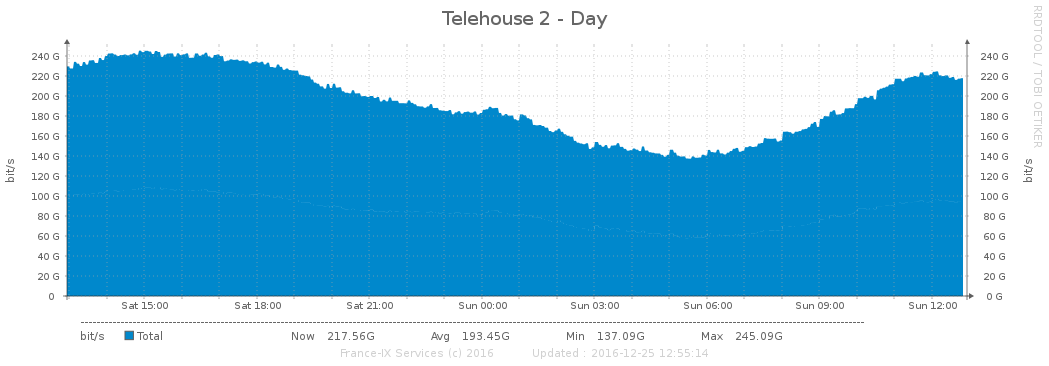 Telehouse 2 - Day
RRDTOOL / TOBI OETIKER
bit/s
bit/s
240 G 240 G
220 G 220 G
200 G 200 G
180 G 180 G
160 G 160 G
140 G 140 G
120 G 120 G
100 G 100 G
80 G 80 G
60 G 60 G
40 G 40 G
20 G 20 G
0 0 G
Sat 15:00 Sat 18:00 Sat 21:00 Sun 00:00 Sun 03:00 Sun 06:00 Sun 09:00 Sun 12:00
bit/s Total Now 217.56G Avg 193.45G Min 137.09G Max 245.09G
France-IX Services (c) 2016 Updated : 2016-12-25 12:55:14